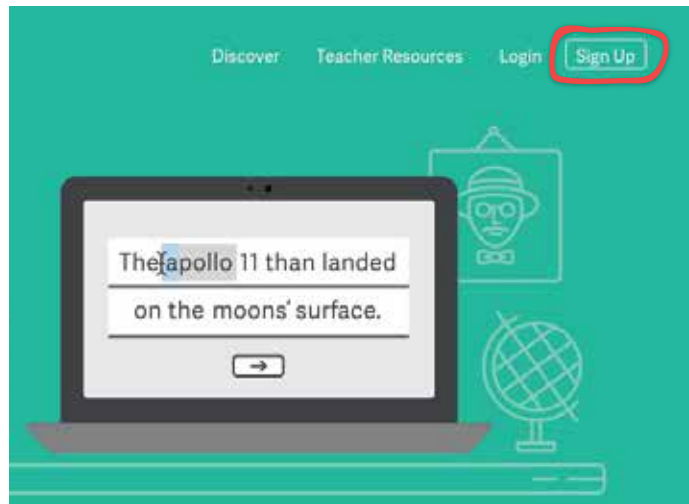 Discover Teacher Resources Login Sign Up
The apollo 11 than landed
on the moons' surface.